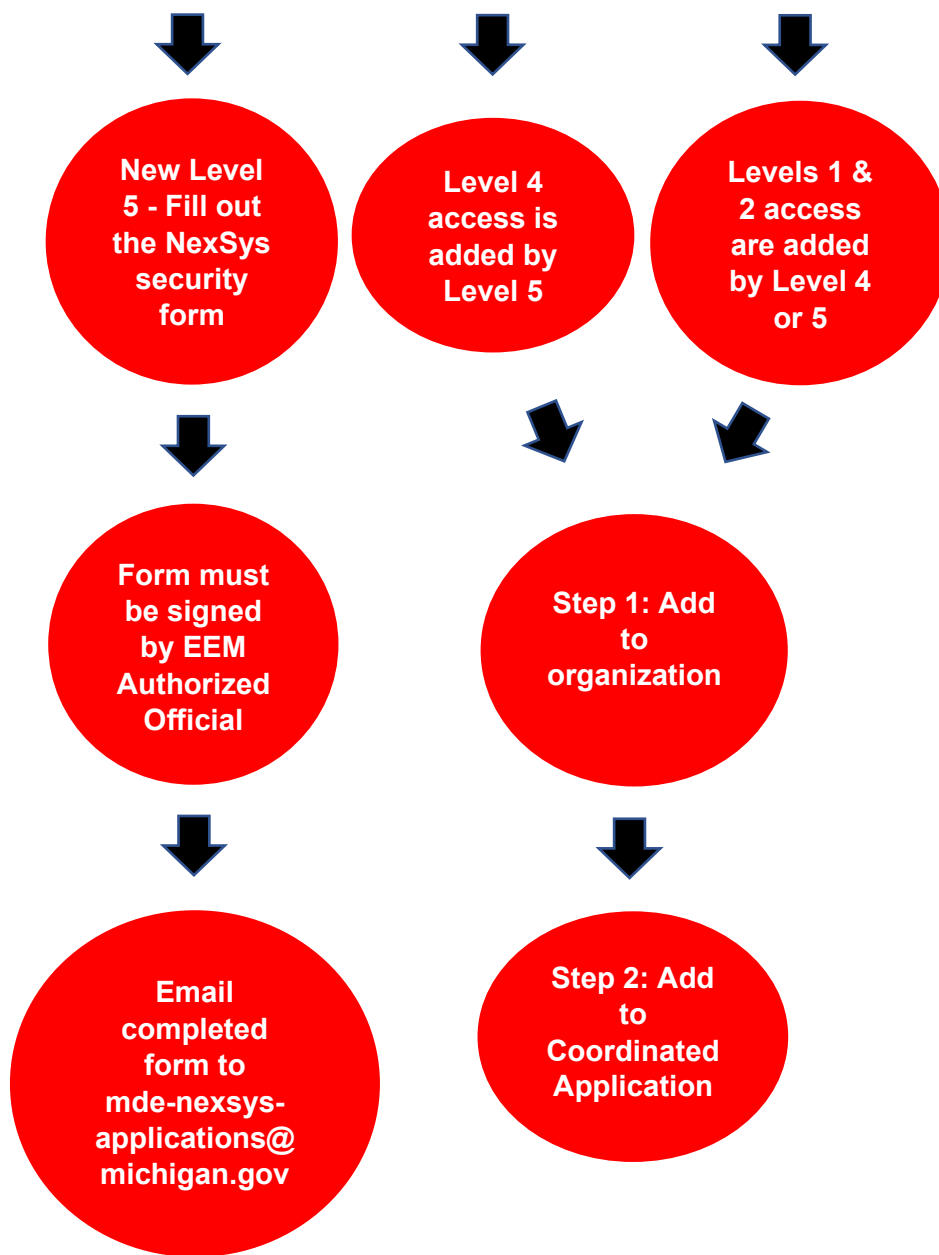 New Level
5 - Fill out
the NexSys
security
form
Level 4
access is
added by
Level 5
Levels 1 &
2 access
are added
by Level 4
or 5
Form must
be signed
by EEM
Authorized
Official
Step 1: Add
to
organization
Email
completed
form to
mde-nexsys-
applications@
michigan.gov
Step 2: Add
to
Coordinated
Application